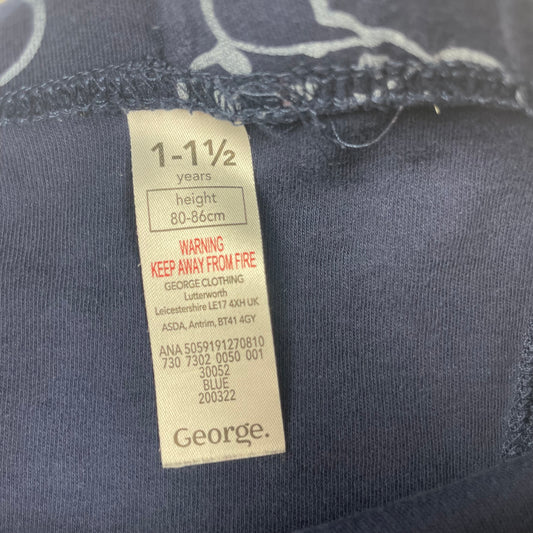 1-1½
years
height
80-86cm
WARNING
KEEP AWAY FROM FIRE
GEORGE CLOTHING
Lutterworth
Leicestershire LE17 4XH UK
ASDA, Antrim, BT41 4GY
ANA 5059191270810
730 7302 0050 001
30052
BLUE
200322
George.